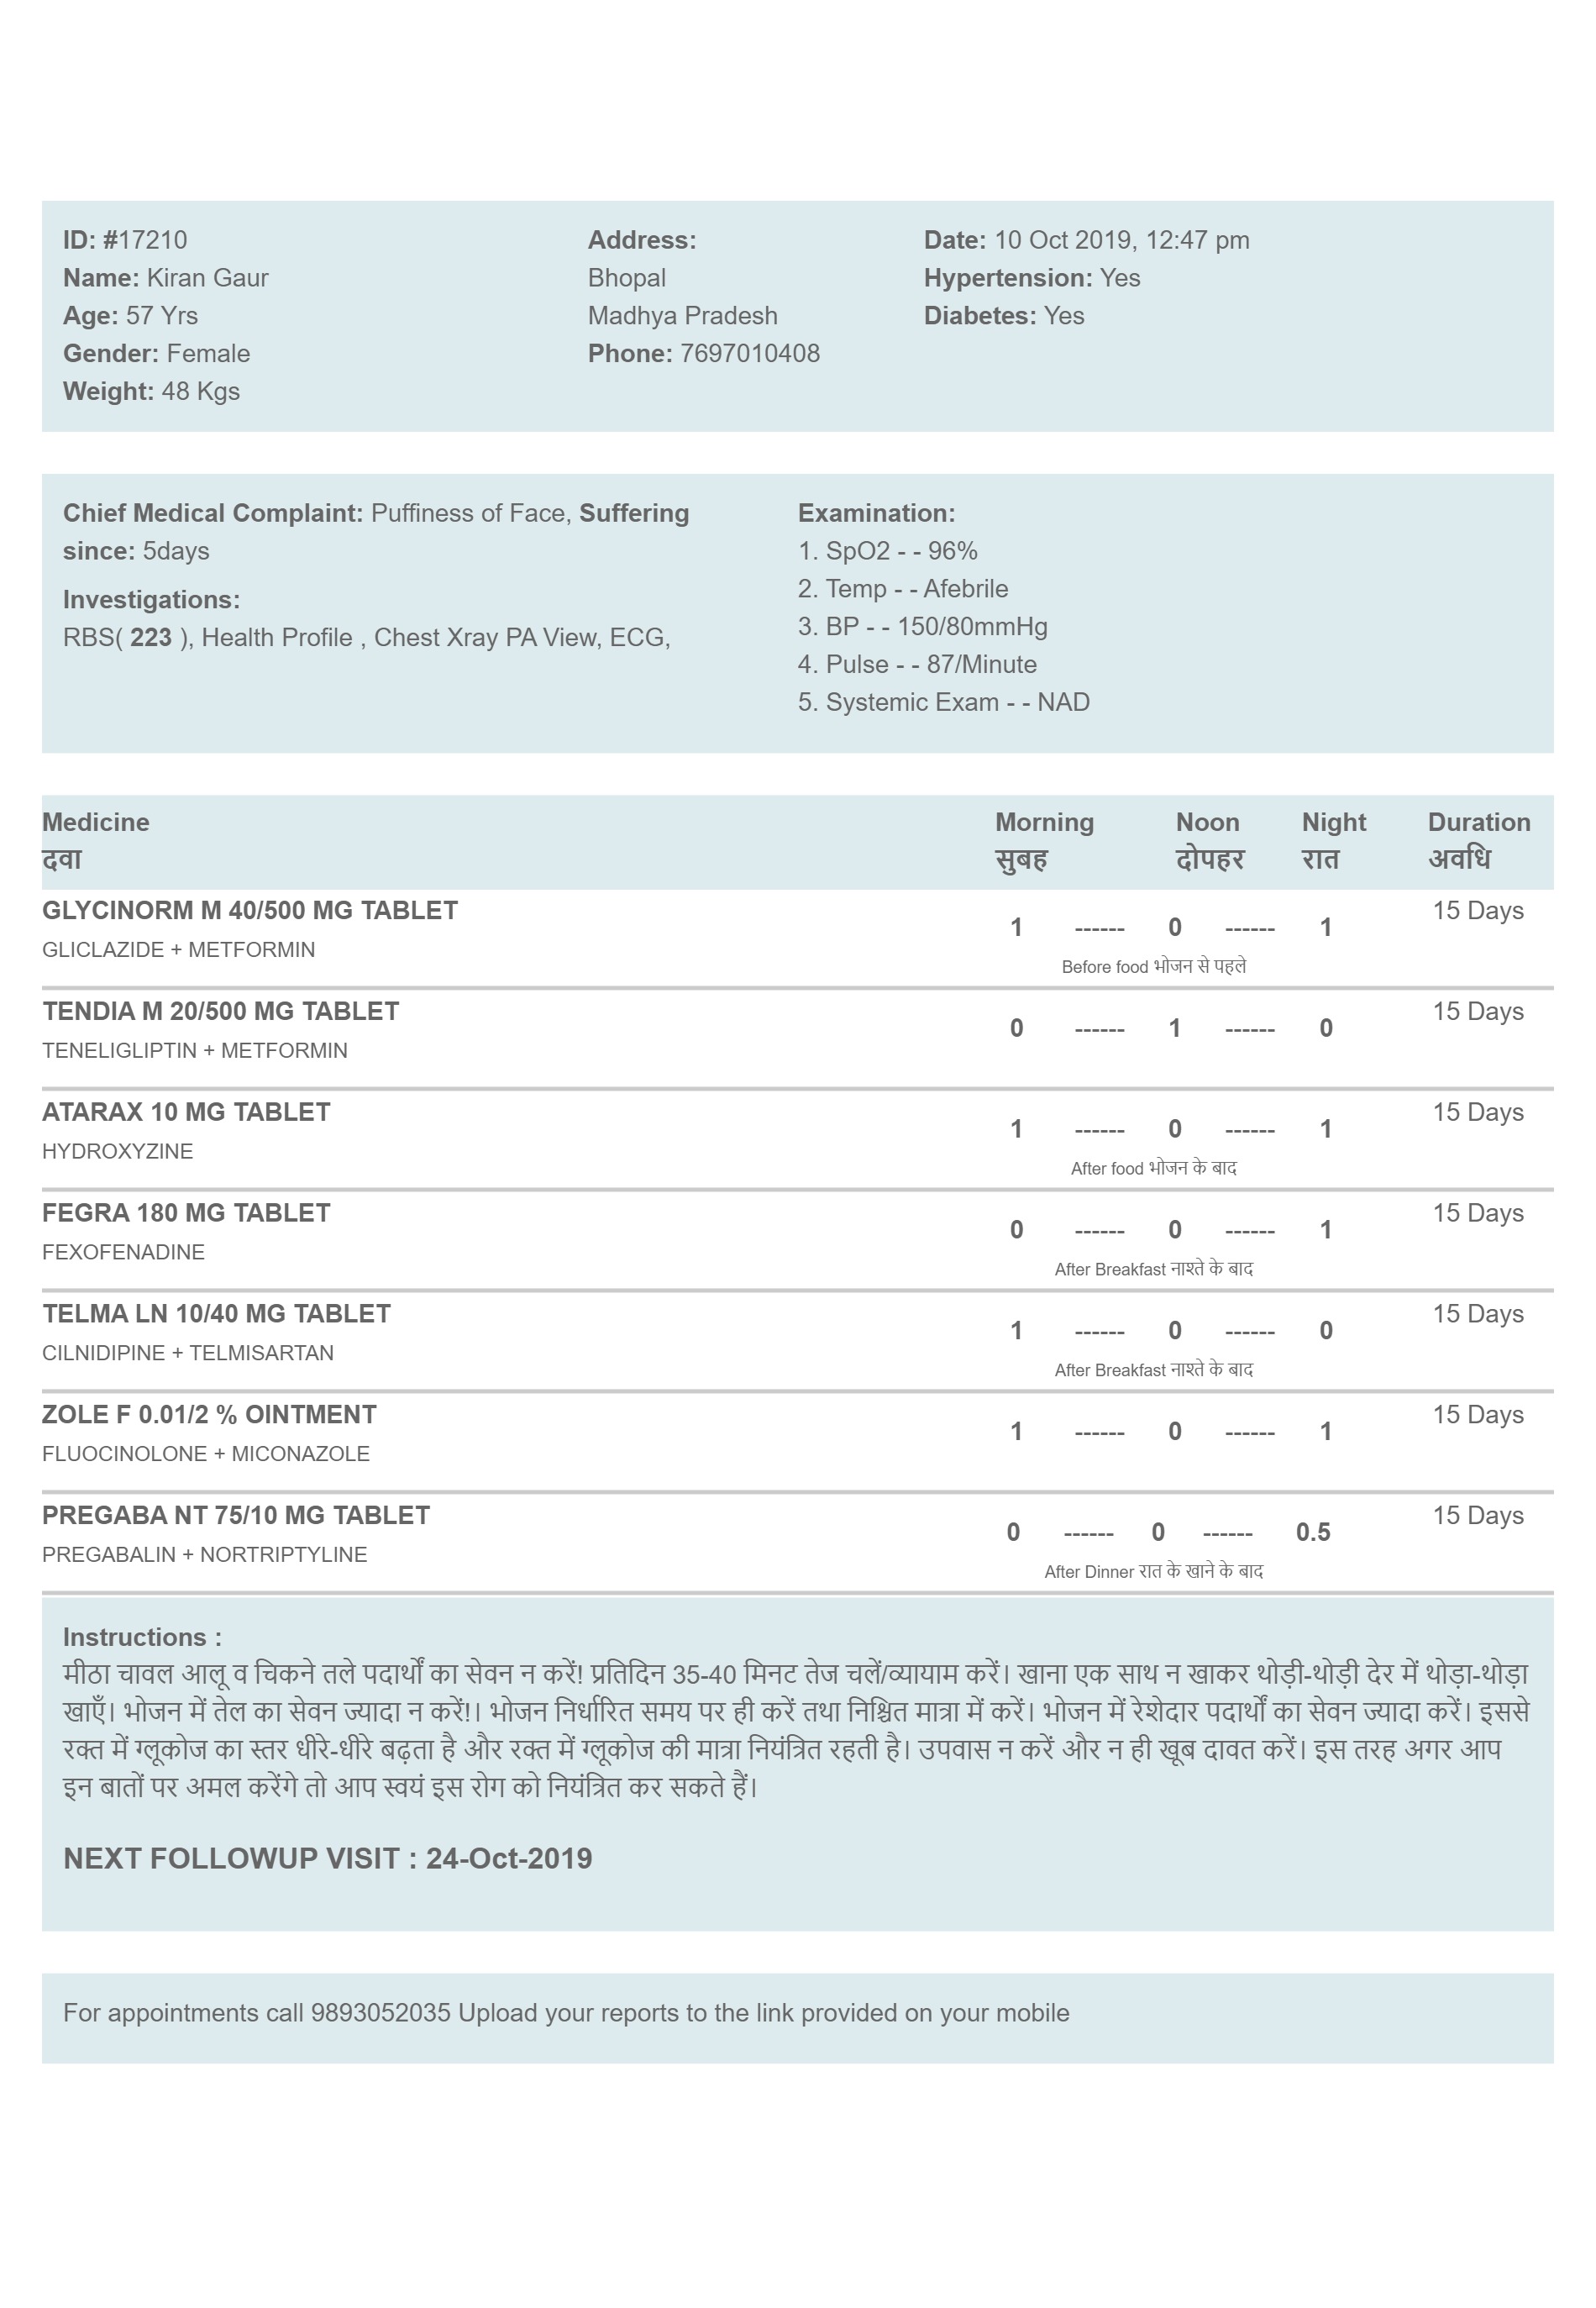 ID: #17210
Name: Kiran Gaur
Age: 57 Yrs
Gender: Female
Weight: 48 Kgs
Address:
Bhopal
Madhya Pradesh
Phone: 7697010408
Date: 10 Oct 2019, 12:47 pm
Hypertension: Yes
Diabetes: Yes
Chief Medical Complaint: Puffiness of Face, Suffering
since: 5days
Investigations:
RBS( 223 ), Health Profile , Chest Xray PA View, ECG,
Examination:
1. SpO2 - - 96%
2. Temp - - Afebrile
3. BP - - 150/80mmHg
4. Pulse - - 87/Minute
5. Systemic Exam - - NAD
Medicine Morning Noon Night Duration
दवा सुबह दोपहर रात अवधि
GLYCINORM M 40/500 MG TABLET 1 ------ 0 ------ 1 15 Days
GLICLAZIDE + METFORMIN
Before food भोजन से पहले
TENDIA M 20/500 MG TABLET 0 ------ 1 ------ 0 15 Days
TENELIGLIPTIN + METFORMIN
ATARAX 10 MG TABLET 1 ------ 0 ------ 1 15 Days
HYDROXYZINE
After food भोजन के बाद
FEGRA 180 MG TABLET 0 ------ 0 ------ 1 15 Days
FEXOFENADINE
After Breakfast नाश्ते के बाद
TELMA LN 10/40 MG TABLET 1 ------ 0 ------ 0 15 Days
CILNIDIPINE + TELMISARTAN
After Breakfast नाश्ते के बाद
ZOLE F 0.01/2 % OINTMENT 1 ------ 0 ------ 1 15 Days
FLUOCINOLONE + MICONAZOLE
PREGABA NT 75/10 MG TABLET 0 ------ 0 ------ 0.5 15 Days
PREGABALIN + NORTRIPTYLINE
After Dinner रात के खाने के बाद
Instructions :
मीठा चावल आलू व चिकने तले पदार्थों का सेवन न करें! प्रतिदिन 35-40 मिनट तेज चलें/व्यायाम करें। खाना एक साथ न खाकर थोड़ी-थोड़ी देर में थोड़ा-थोड़ा
खाएँ। भोजन में तेल का सेवन ज्यादा न करें!। भोजन निर्धारित समय पर ही करें तथा निश्चित मात्रा में करें। भोजन में रेशेदार पदार्थों का सेवन ज्यादा करें। इससे
रक्त में ग्लूकोज का स्तर धीरे-धीरे बढ़ता है और रक्त में ग्लूकोज की मात्रा नियंत्रित रहती है। उपवास न करें और न ही खूब दावत करें। इस तरह अगर आप
इन बातों पर अमल करेंगे तो आप स्वयं इस रोग को नियंत्रित कर सकते हैं।
NEXT FOLLOWUP VISIT : 24-Oct-2019
For appointments call 9893052035 Upload your reports to the link provided on your mobile